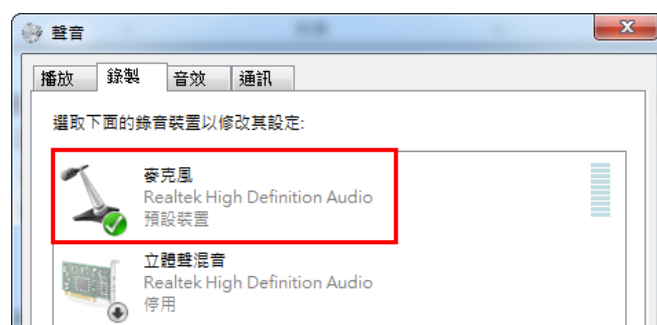 聲音
播放 錄製 音效 通訊
選取下面的錄音裝置以修改其設定:
麥克風
Realtek High Definition Audio
預設裝置
立體聲混音
Realtek High Definition Audio
停用